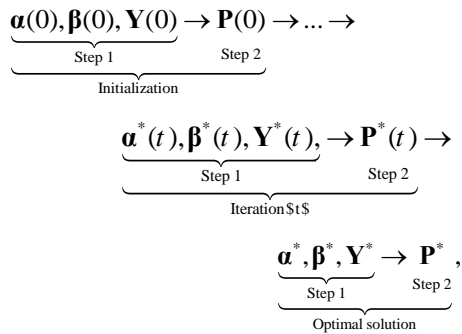 α(0), β(0), Y(0) → P(0) → ... →
Step 1 Step 2
Initialization
α*(t), β*(t), Y*(t), → P*(t) →
Step 1 Step 2
Iteration$t$
α*, β*, Y* → P* ,
Step 1 Step 2
Optimal solution